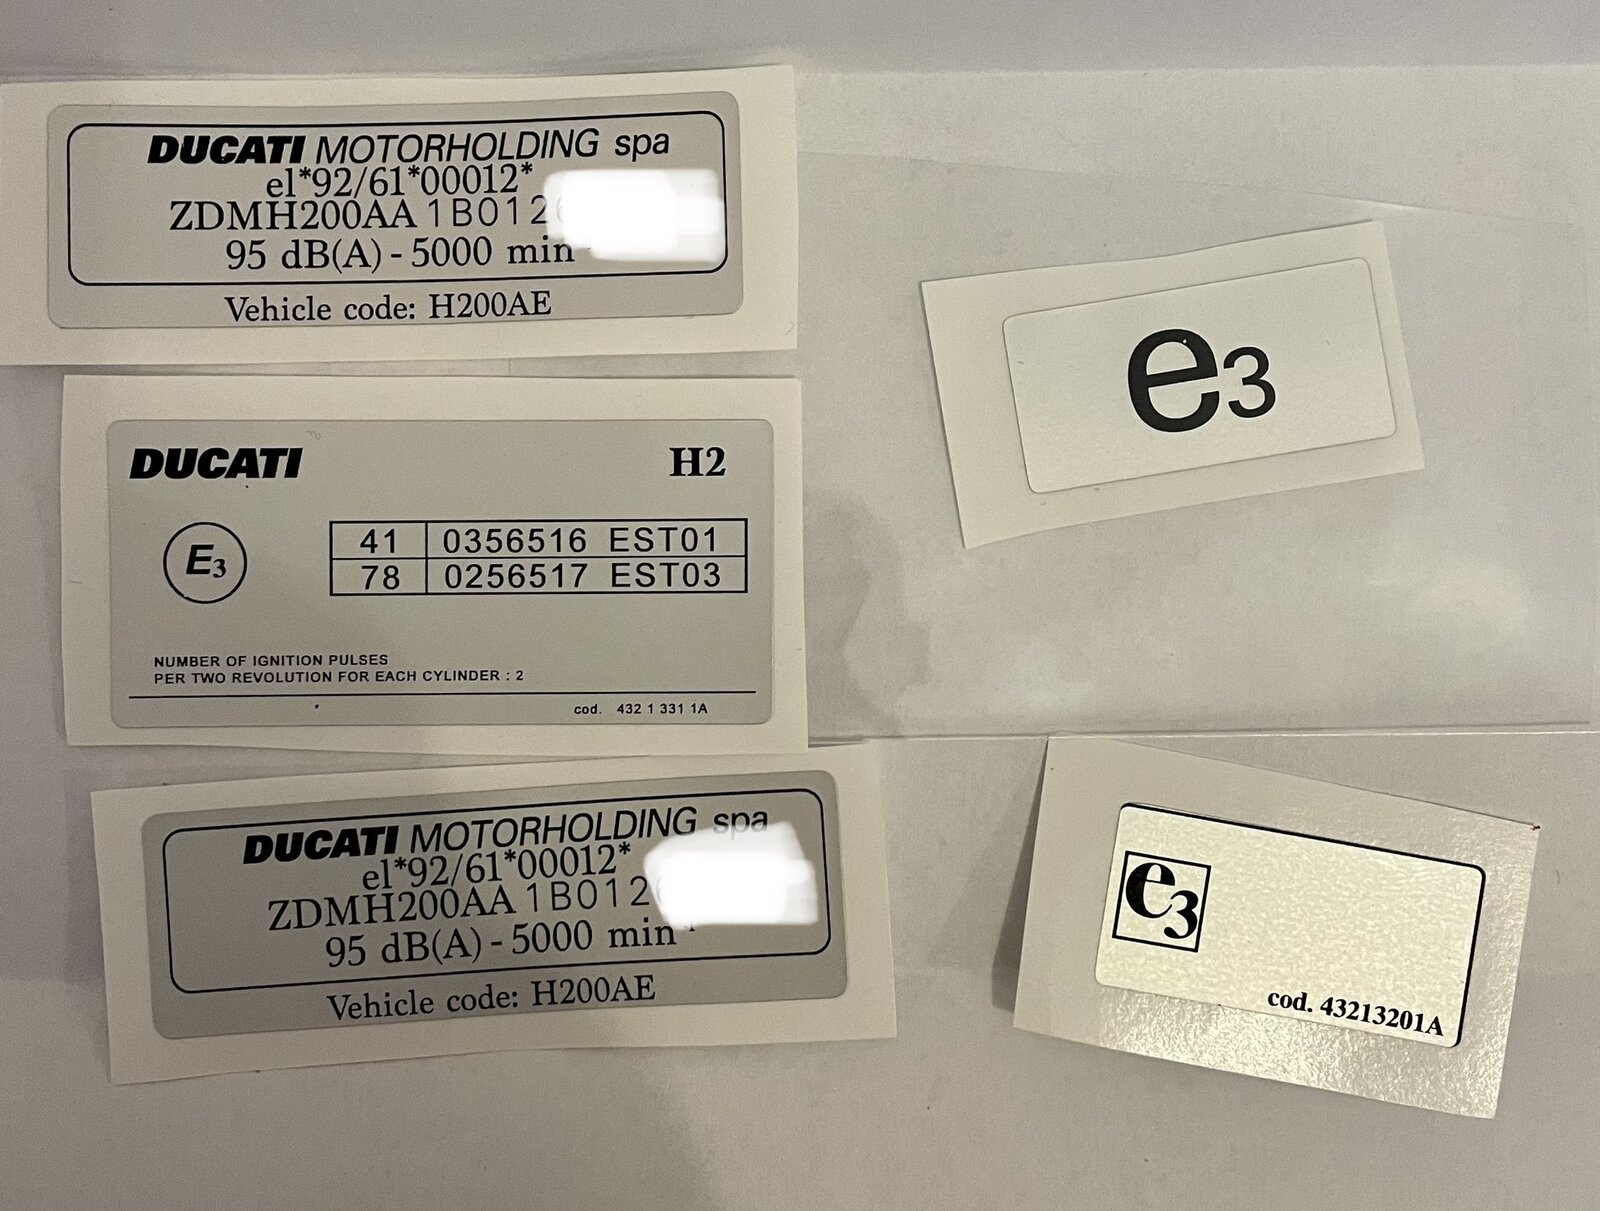 DUCATI MOTORHOLDING spa
el*92/61*00012*
ZDMH200AA 1B012
95 dB(A) - 5000 min
Vehicle code: H200AE
DUCATI H2
E3
41 0356516 EST01
78 0256517 EST03
NUMBER OF IGNITION PULSES
PER TWO REVOLUTION FOR EACH CYLINDER : 2
cod. 432 1 331 1A
DUCATI MOTORHOLDING spa
el*92/61*00012*
ZDMH200AA 1B012
95 dB(A) - 5000 min
Vehicle code: H200AE
e3
e3
cod. 43213201A